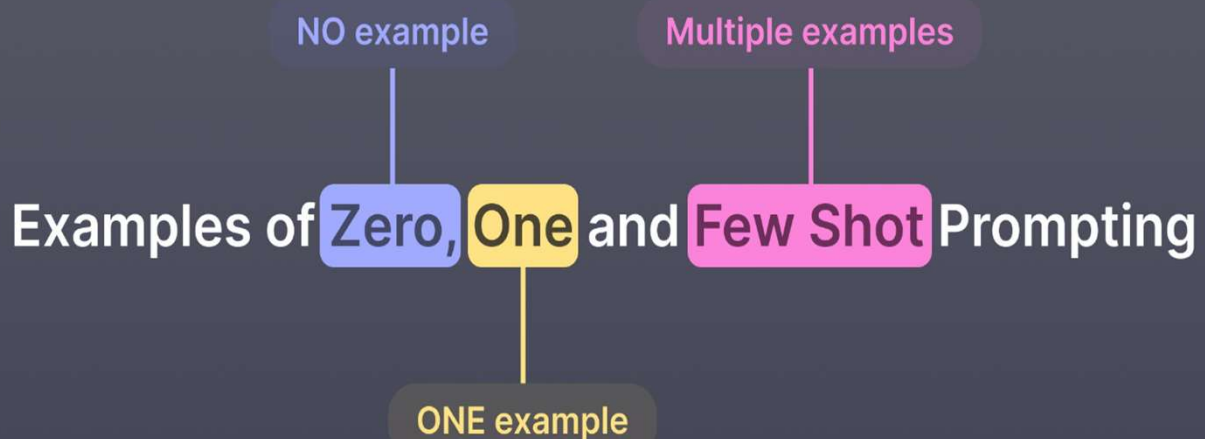 NO example
Multiple examples
Examples of Zero, One and Few Shot Prompting
ONE example